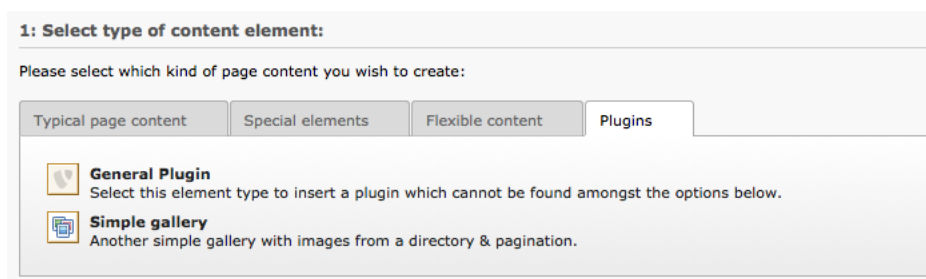 1: Select type of content element:
Please select which kind of page content you wish to create:
Typical page content
Special elements
Flexible content
Plugins
General Plugin
Select this element type to insert a plugin which cannot be found amongst the options below.
Simple gallery
Another simple gallery with images from a directory & pagination.